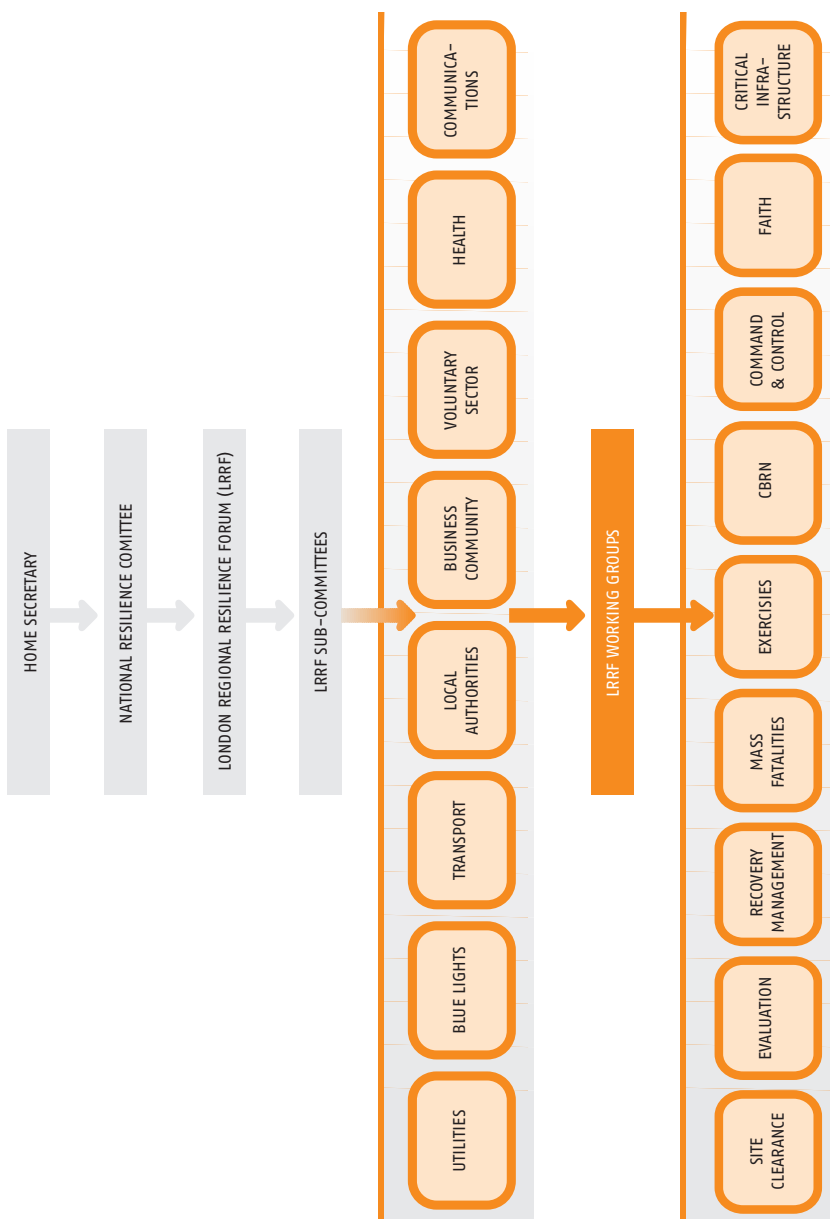 HOME SECRETARY
NATIONAL RESILIENCE COMITTEE
LONDON REGIONAL RESILIENCE FORUM (LRRF)
LRRF SUB-COMMITTEES
UTILITIES
BLUE LIGHTS
TRANSPORT
LOCAL
AUTHORITIES
BUSINESS
COMMUNITY
VOLUNTARY
SECTOR
HEALTH
COMMUNICA-
TIONS
LRRF WORKING GROUPS
SITE
CLEARANCE
EVALUATION
RECOVERY
MANAGEMENT
MASS
FATALITIES
EXERCISIES
CBRN
COMMAND
& CONTROL
FAITH
CRITICAL
INFRA-
STRUCTURE